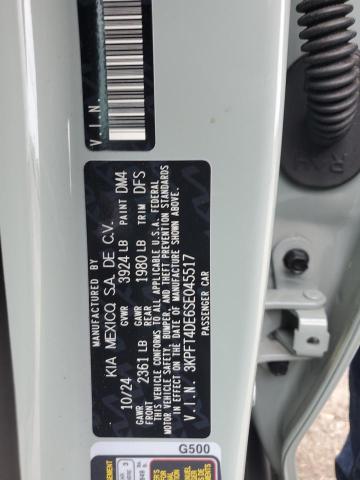 V.I.N.
MANUFACTURED BY
KIA MEXICO S.A. DE C.V.
10/24 GVWR 3924 LB PAINT DM4
GAWR FRONT 2361 LB GAWR REAR 1980 LB TRIM DFS
THIS VEHICLE CONFORMS TO ALL APPLICABLE U.S.A. FEDERAL
MOTOR VEHICLE SAFETY, BUMPER, AND THEFT PREVENTION STANDARDS
IN EFFECT ON THE DATE OF MANUFACTURE SHOWN ABOVE.
V.I.N. 3KPFT4DE6SE045517
PASSENGER CAR
G500